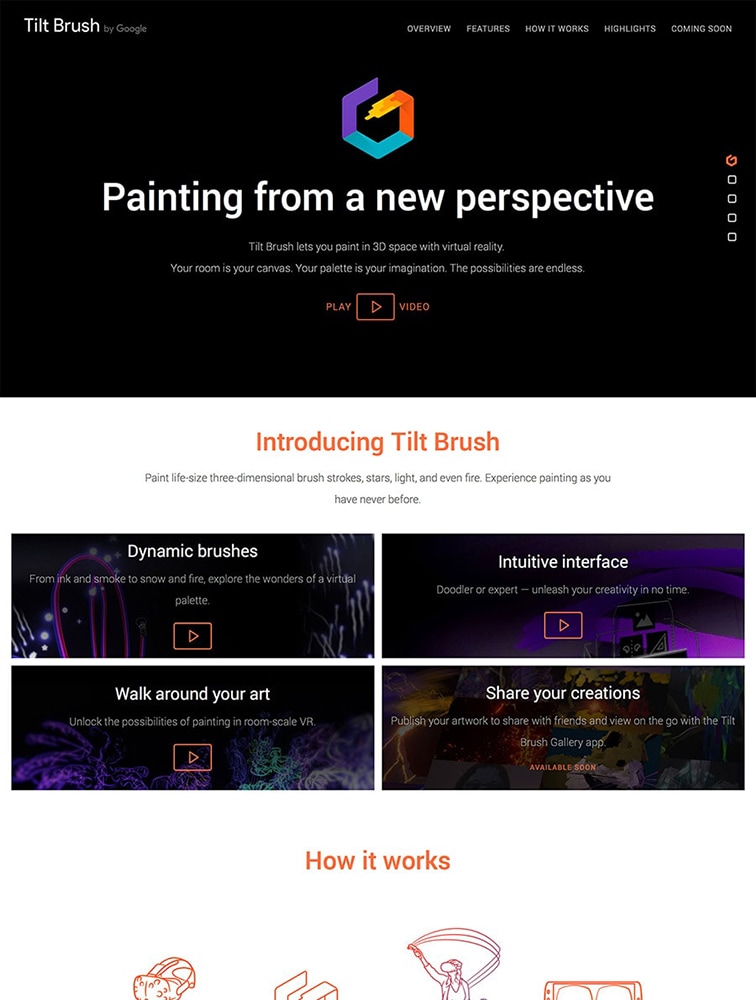 Tilt Brush by Google
OVERVIEW FEATURES HOW IT WORKS HIGHLIGHTS COMING SOON
Painting from a new perspective
Tilt Brush lets you paint in 3D space with virtual reality.
Your room is your canvas. Your palette is your imagination. The possibilities are endless.
PLAY VIDEO
Introducing Tilt Brush
Paint life-size three-dimensional brush strokes, stars, light, and even fire. Experience painting as you
have never before.
Dynamic brushes
From ink and smoke to snow and fire, explore the wonders of a virtual
palette.
Intuitive interface
Doodler or expert — unleash your creativity in no time.
Walk around your art
Unlock the possibilities of painting in room-scale VR.
Share your creations
Publish your artwork to share with friends and view on the go with the Tilt
Brush Gallery app.
AVAILABLE SOON
How it works